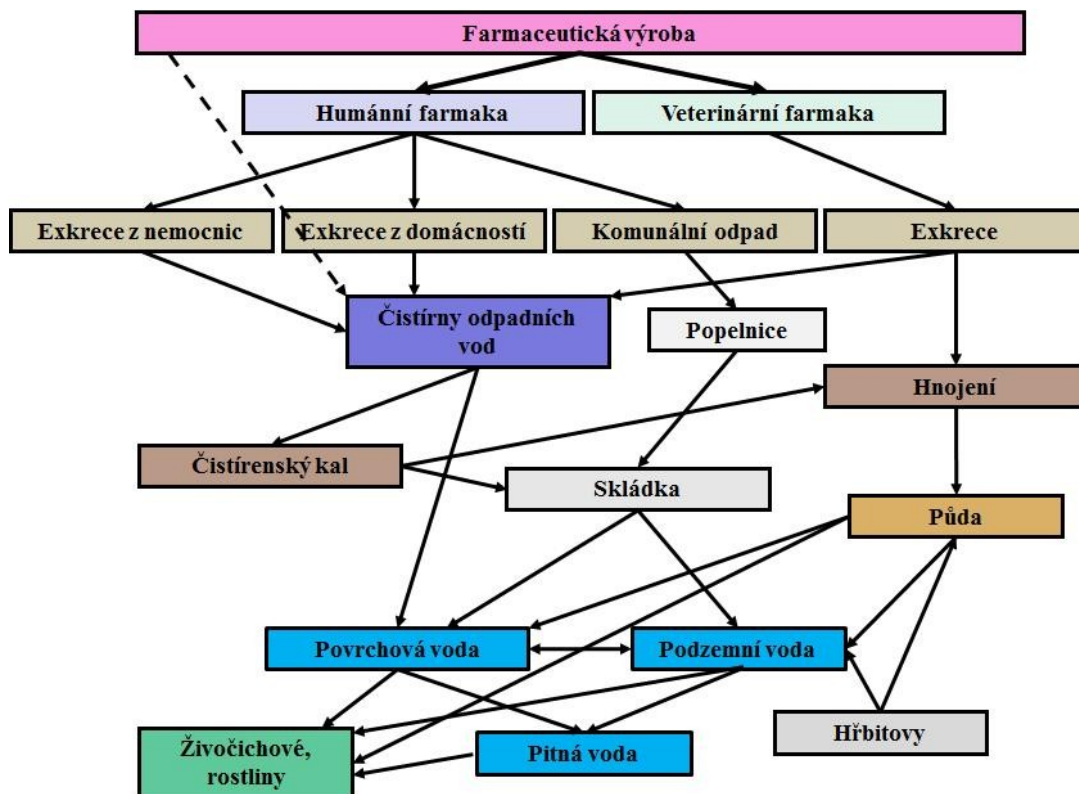 Farmaceutická výroba
Humánní farmaka
Veterinární farmaka
Exkrece z nemocnic
Exkrece z domácností
Komunální odpad
Exkrece
Čistírny odpadních
vod
Popelnice
Hnojení
Čistírenský kal
Skládka
Půda
Povrchová voda
Podzemní voda
Hřbitovy
Živočichové,
rostliny
Pitná voda